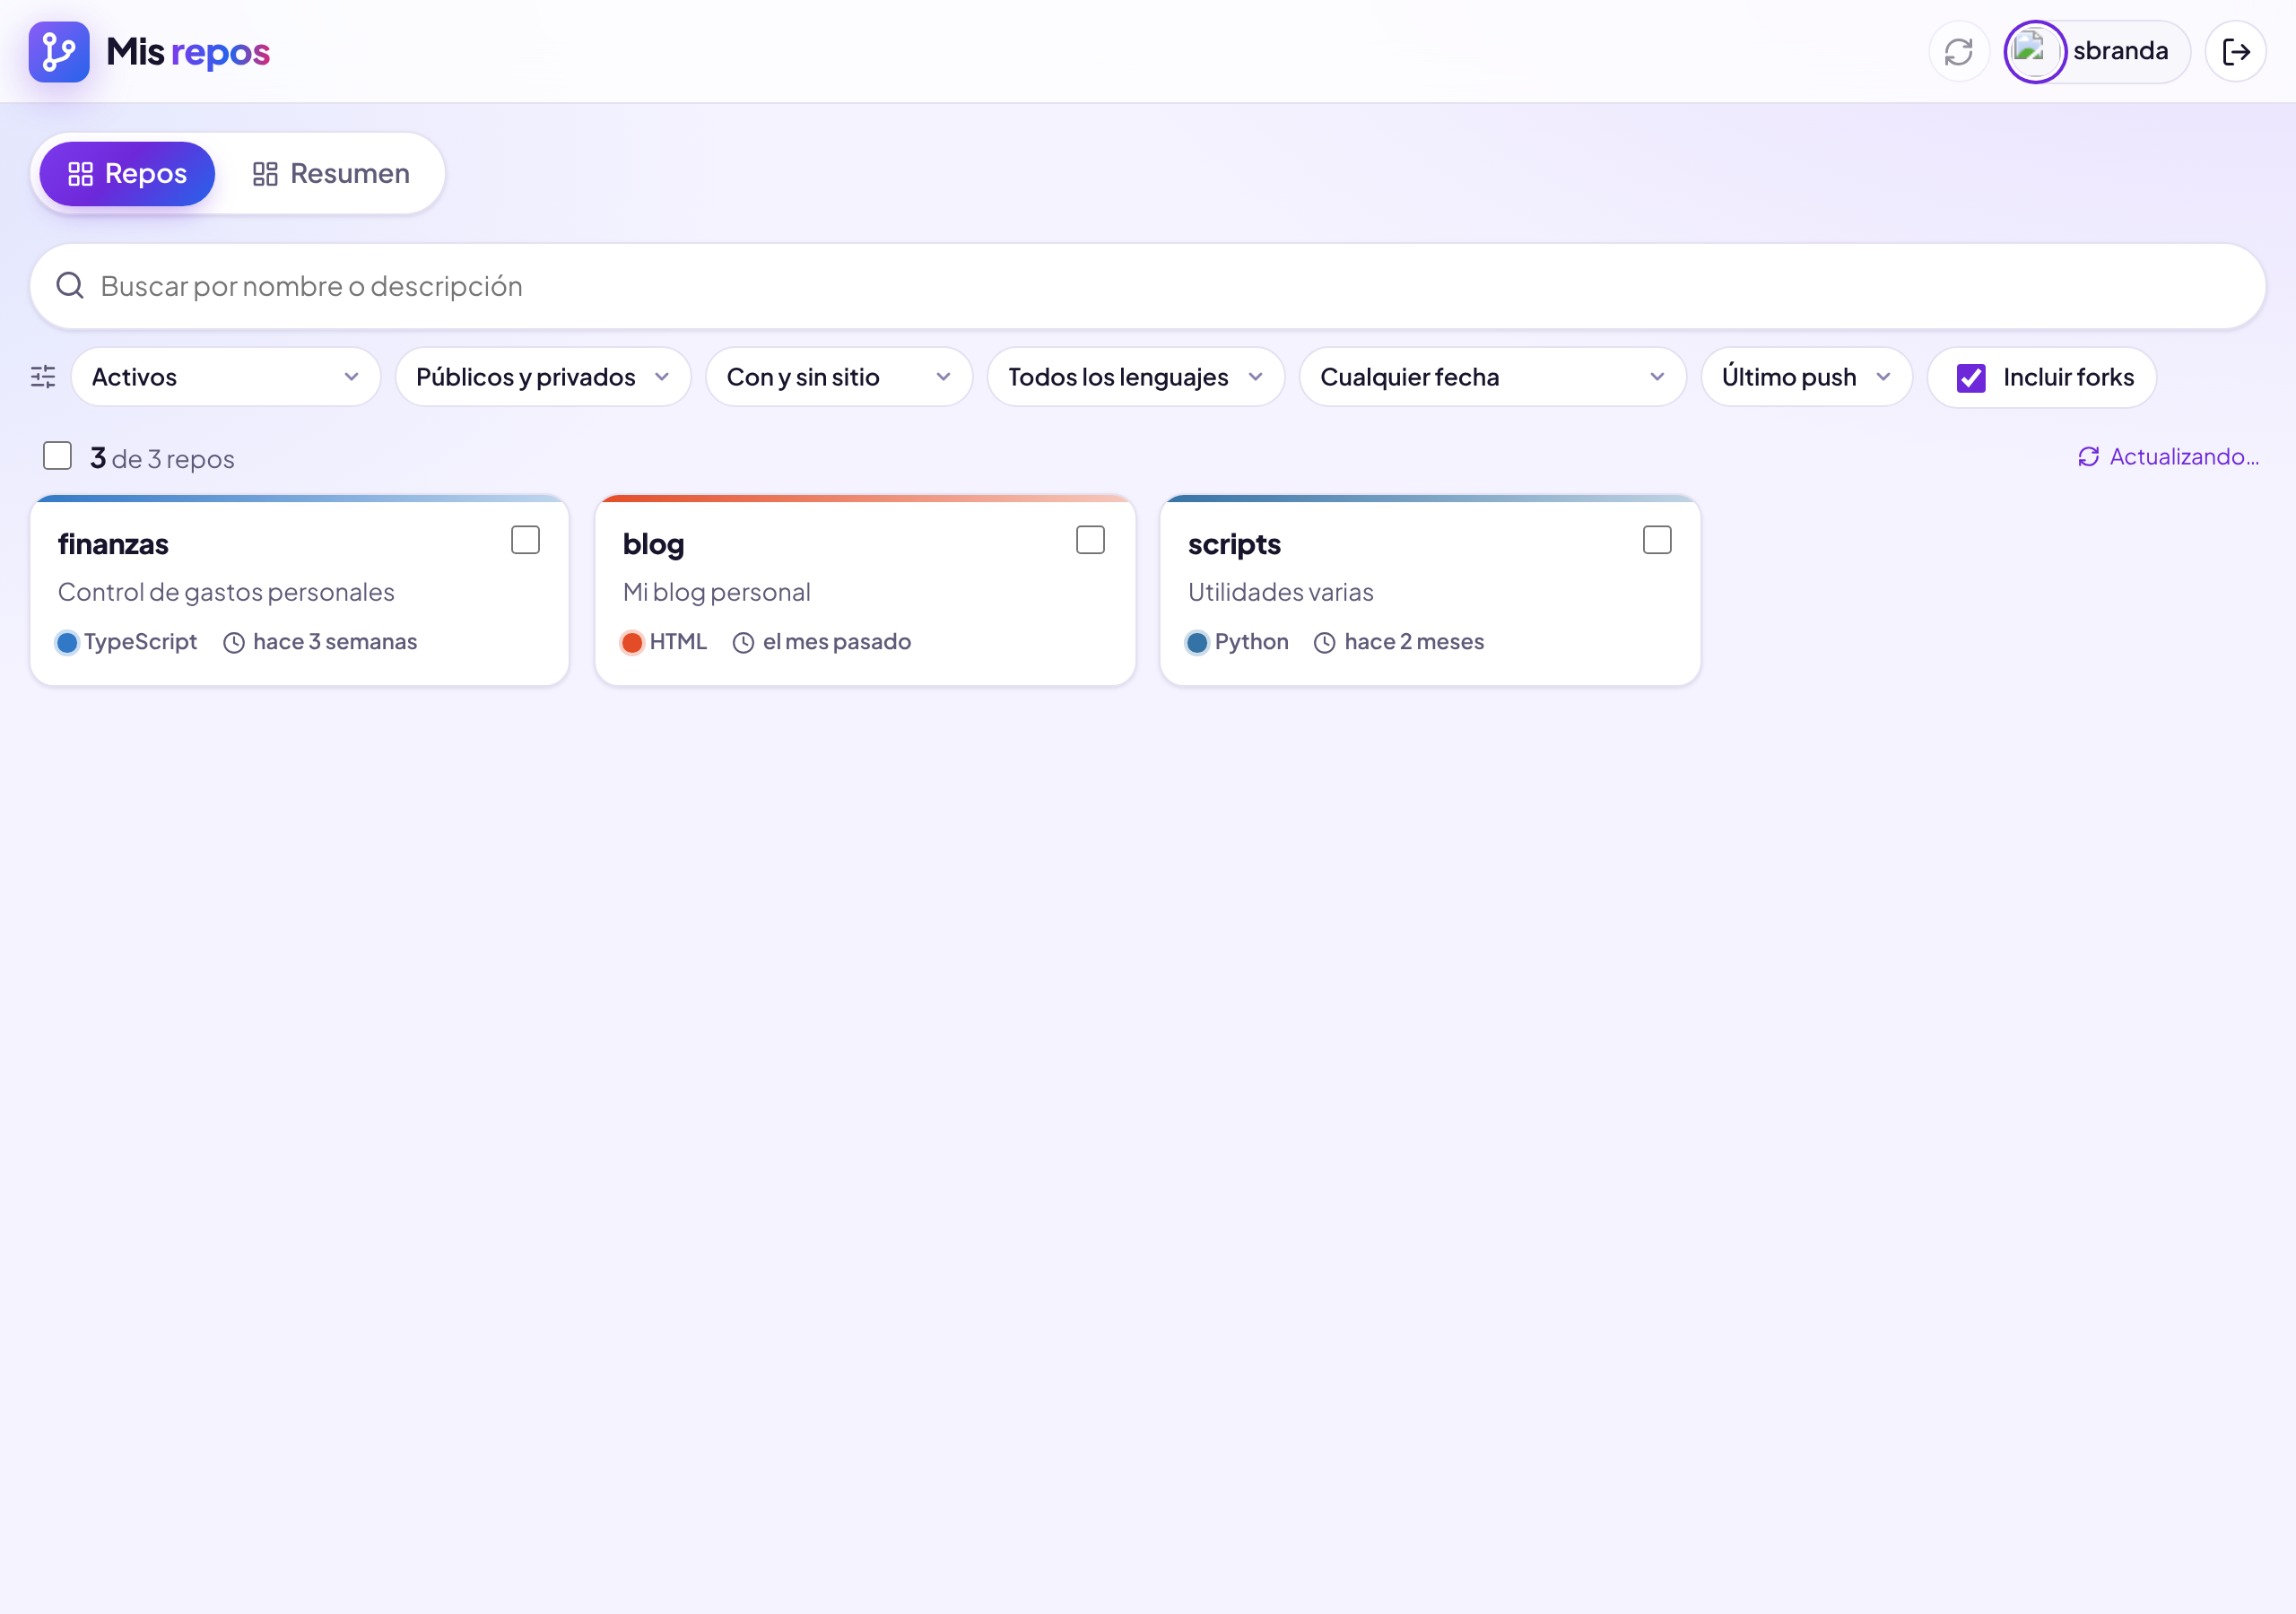 Mis repos
sbranda
Repos
Resumen
Buscar por nombre o descripción
Activos
Públicos y privados
Con y sin sitio
Todos los lenguajes
Cualquier fecha
Último push
Incluir forks
3 de 3 repos
Actualizando...
finanzas
Control de gastos personales
TypeScript
hace 3 semanas
blog
Mi blog personal
HTML
el mes pasado
scripts
Utilidades varias
Python
hace 2 meses